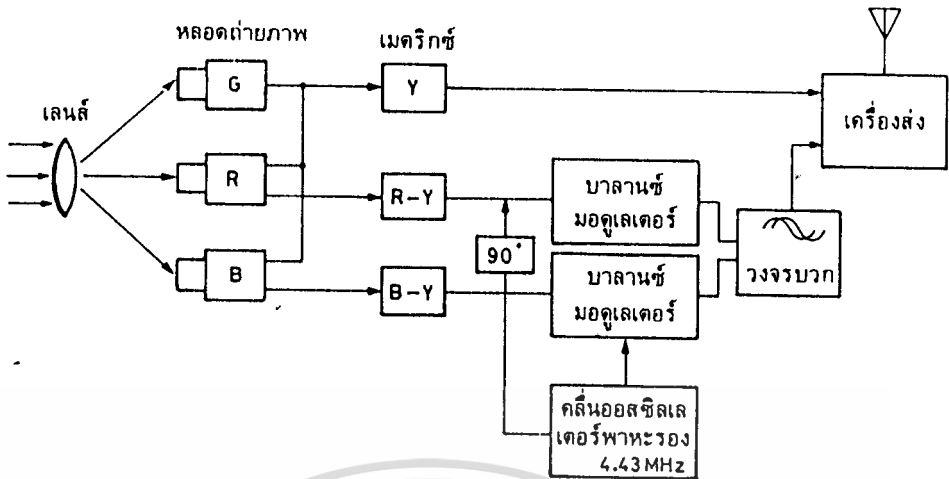 หลอดถ่ายภาพ
เมตริกซ์
เลนส์
G
Y
เครื่องส่ง
R
R-Y
บาลานซ์
มอดูเลเตอร์
90°
วงจรบวก
B
B-Y
บาลานซ์
มอดูเลเตอร์
คลื่นออสซิลเล
เตอร์พาหะรอง
4.43MHz